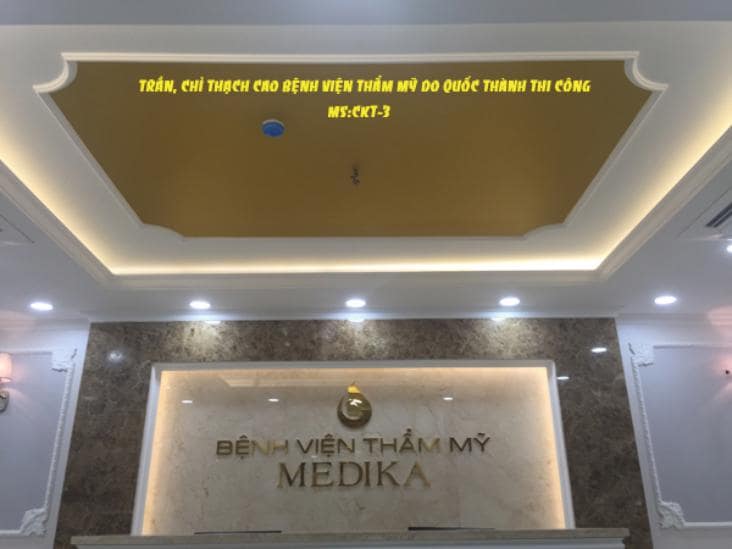 TRẦN, CHỈ THẠCH CAO BỆNH VIỆN THẨM MỸ DO QUỐC THÀNH THI CÔNG
MS:CKT-3
BỆNH VIỆN THẨM MỸ
MEDIKA